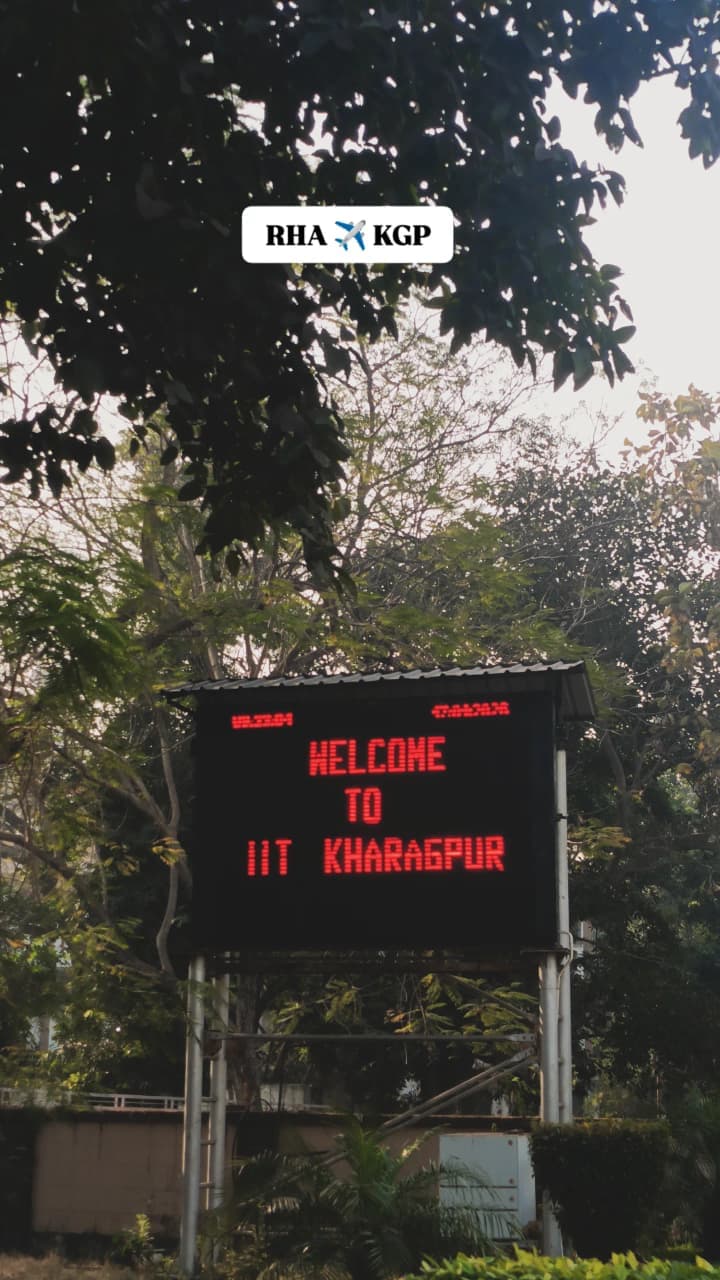 RHA ✈️ KGP
WELCOME
TO
IIT KHARAGPUR